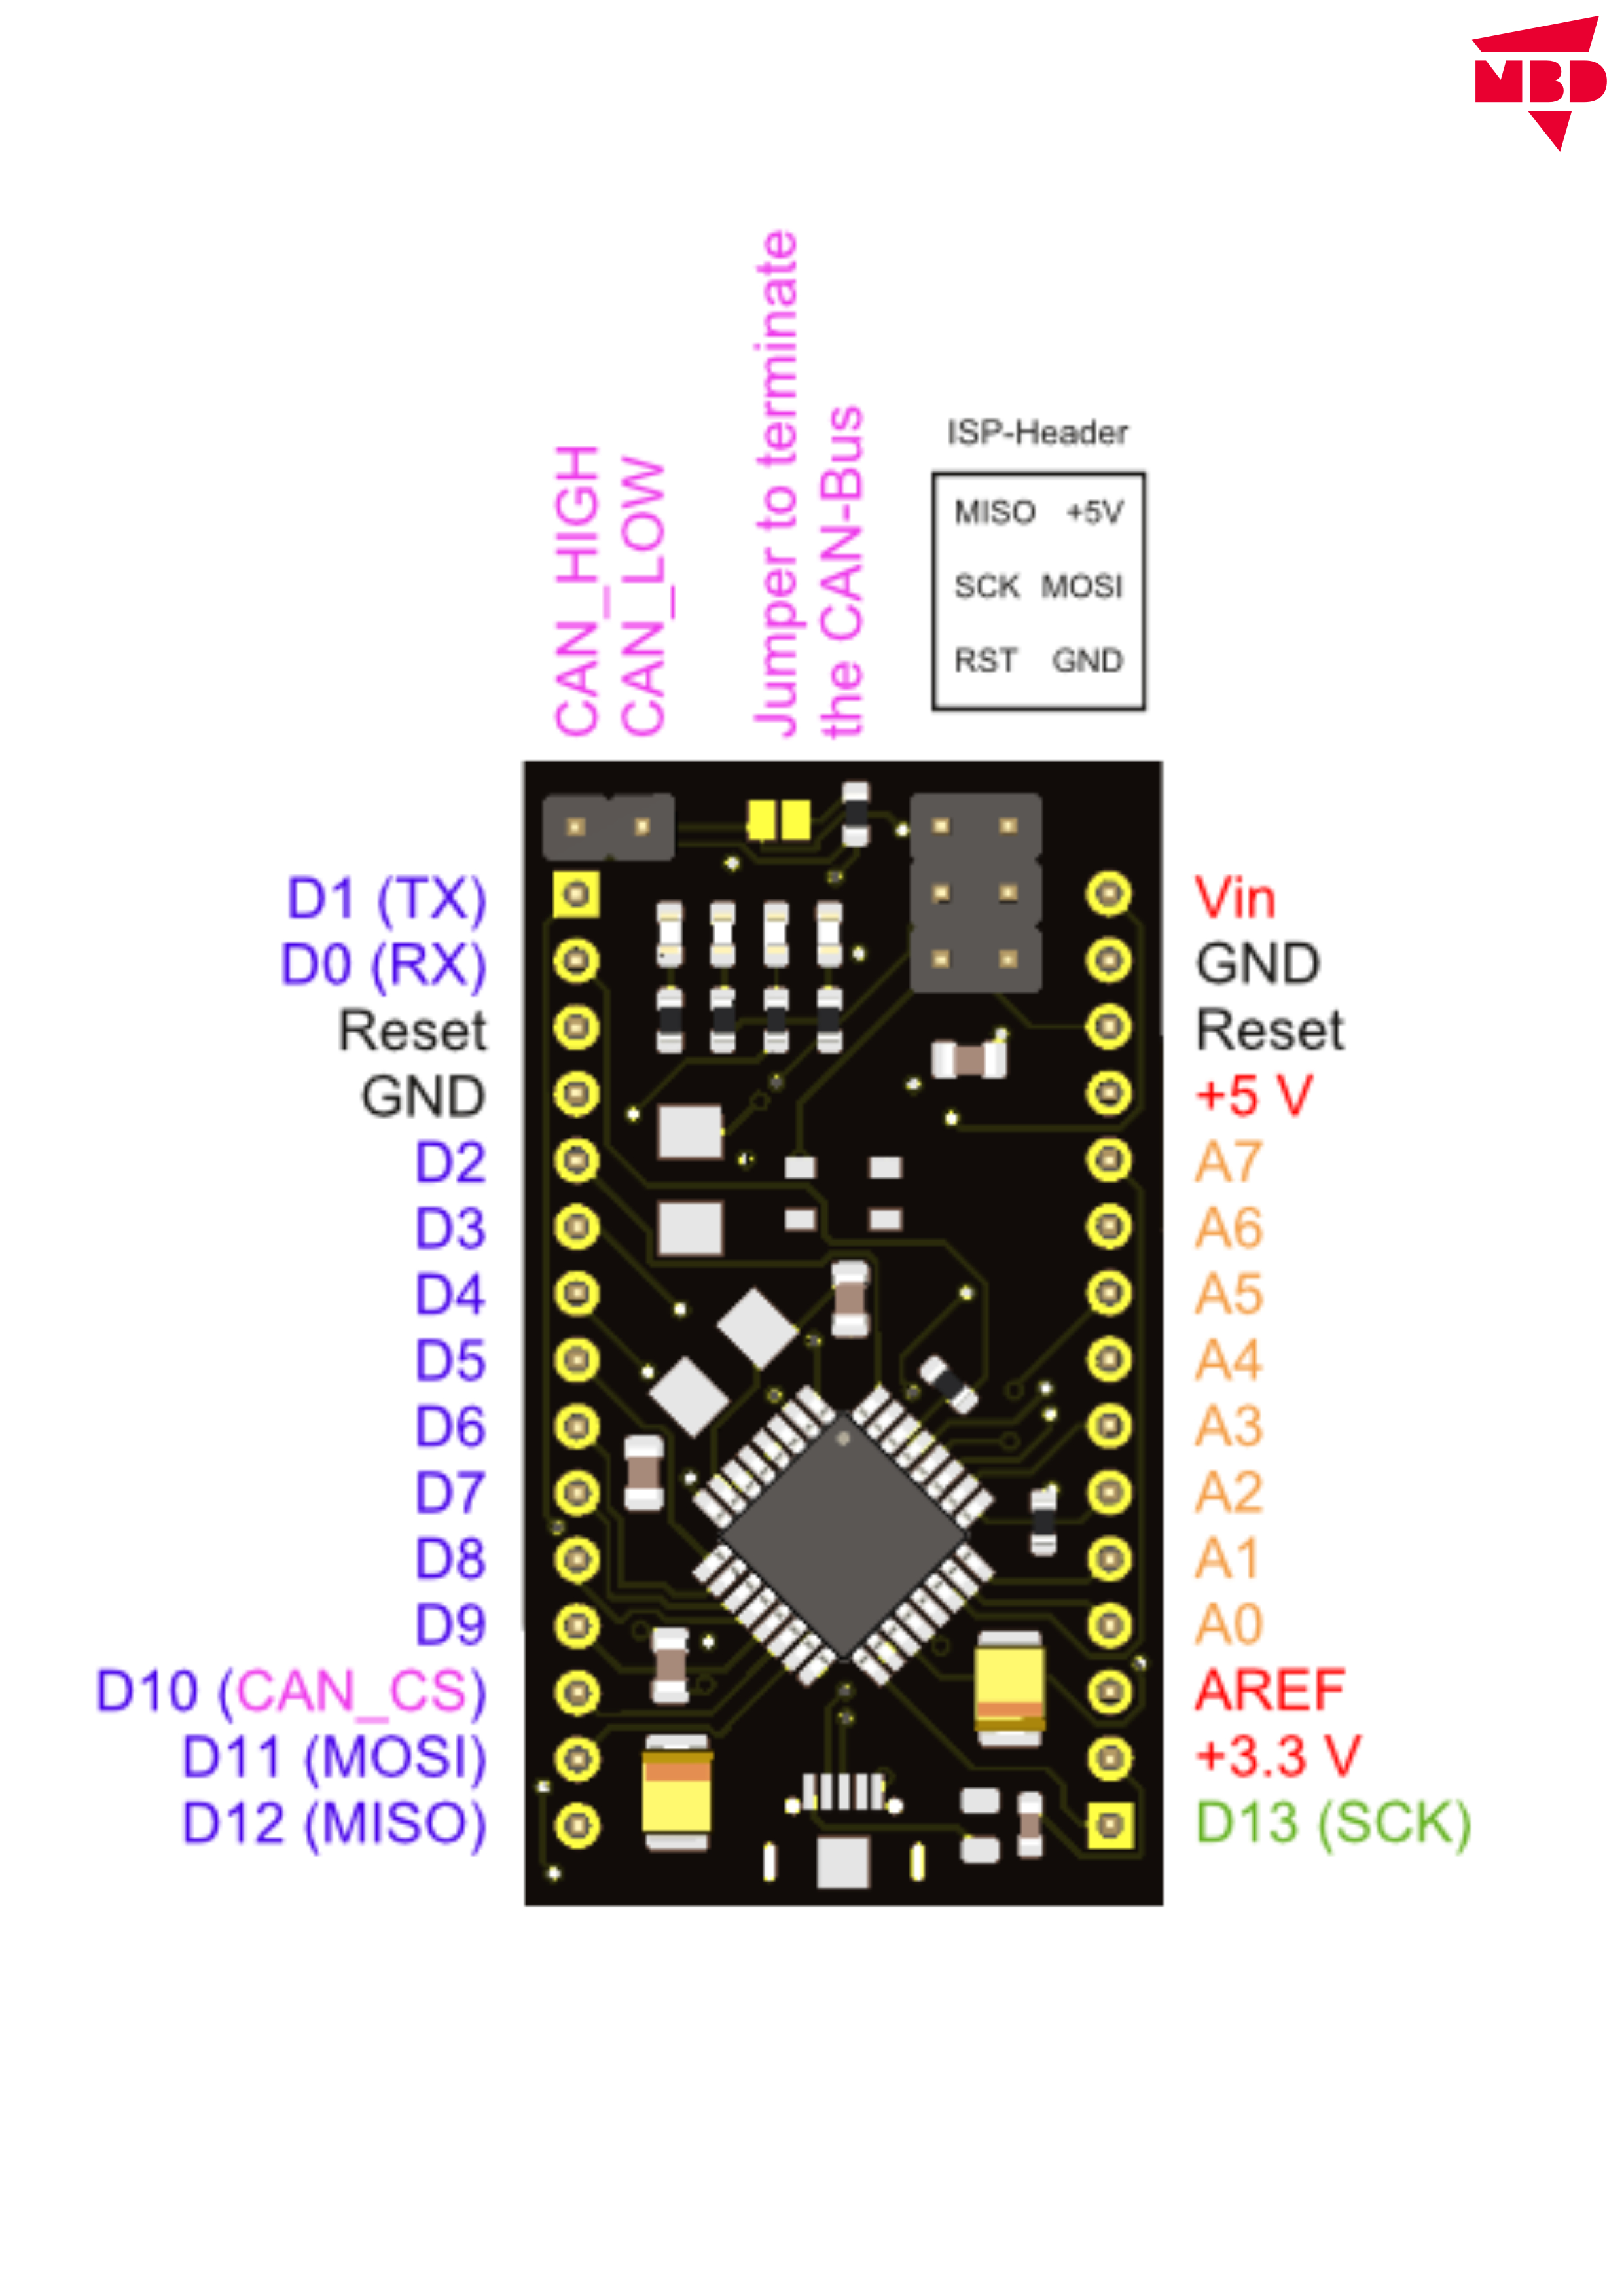 MBD
CAN_HIGH
CAN_LOW
Jumper to terminate
the CAN-Bus
ISP-Header
MISO +5V
SCK MOSI
RST GND
D1 (TX)
D0 (RX)
Reset
GND
D2
D3
D4
D5
D6
D7
D8
D9
D10 (CAN_CS)
D11 (MOSI)
D12 (MISO)
Vin
GND
Reset
+5 V
A7
A6
A5
A4
A3
A2
A1
A0
AREF
+3.3 V
D13 (SCK)